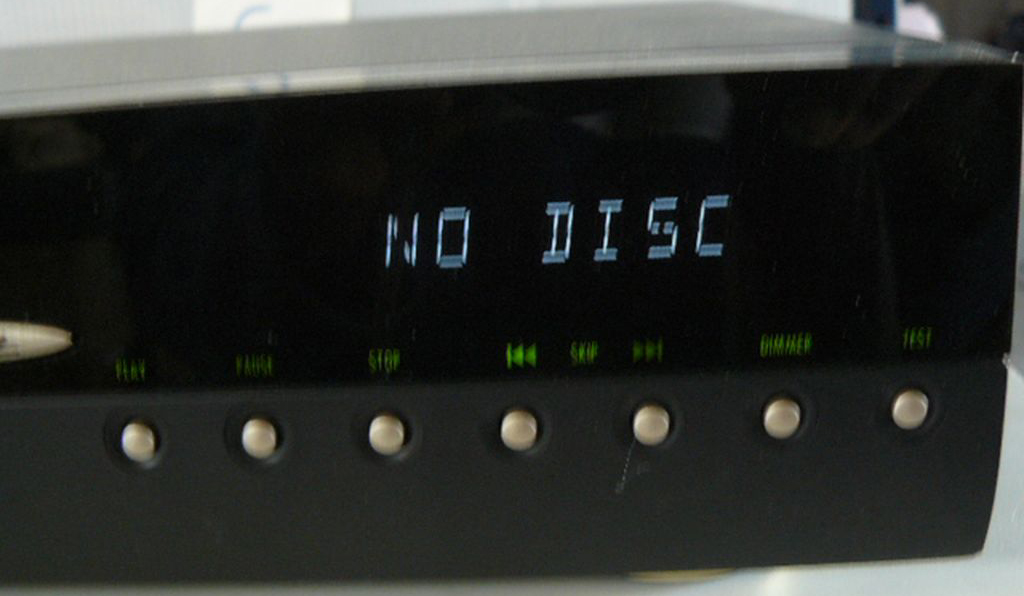 NO DISC
PLAY PAUSE STOP SKIP DIMMER TEST